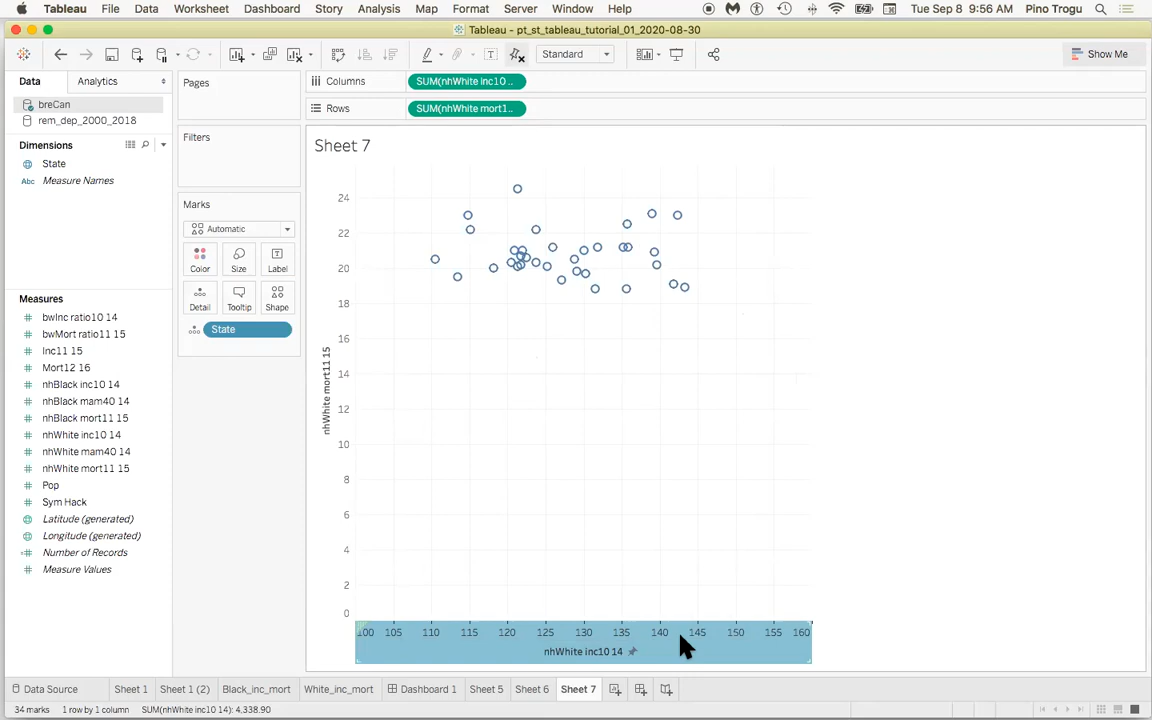 Tableau File Data Worksheet Dashboard Story Analysis Map Format Server Window Help Tue Sep 8 9:56 AM Pino Trogu
Tableau - pt_st_tableau_tutorial_01_2020-08-30
Standard Show Me
Data Analytics
Pages
Columns SUM(nhWhite inc10 ..
breCan
rem_dep_2000_2018
Rows SUM(nhWhite mort1..
Filters
Dimensions
State
Abc Measure Names
Sheet 7
Marks
Automatic
Color Size Label
Detail Tooltip Shape
State
Measures
bwInc ratio10 14
bwMort ratio11 15
Inc11 15
Mort12 16
nhBlack inc10 14
nhBlack mam40 14
nhBlack mort11 15
nhWhite inc10 14
nhWhite mam40 14
nhWhite mort11 15
Pop
Sym Hack
Latitude (generated)
Longitude (generated)
Number of Records
Measure Values
nhWhite mort11 15
24
22
20
18
16
14
12
10
8
6
4
2
0
100 105 110 115 120 125 130 135 140 145 150 155 160
nhWhite inc10 14
Data Source Sheet 1 Sheet 1 (2) Black_inc_mort White_inc_mort Dashboard 1 Sheet 5 Sheet 6 Sheet 7
34 marks 1 row by 1 column SUM(nhWhite inc10 14): 4,338.90